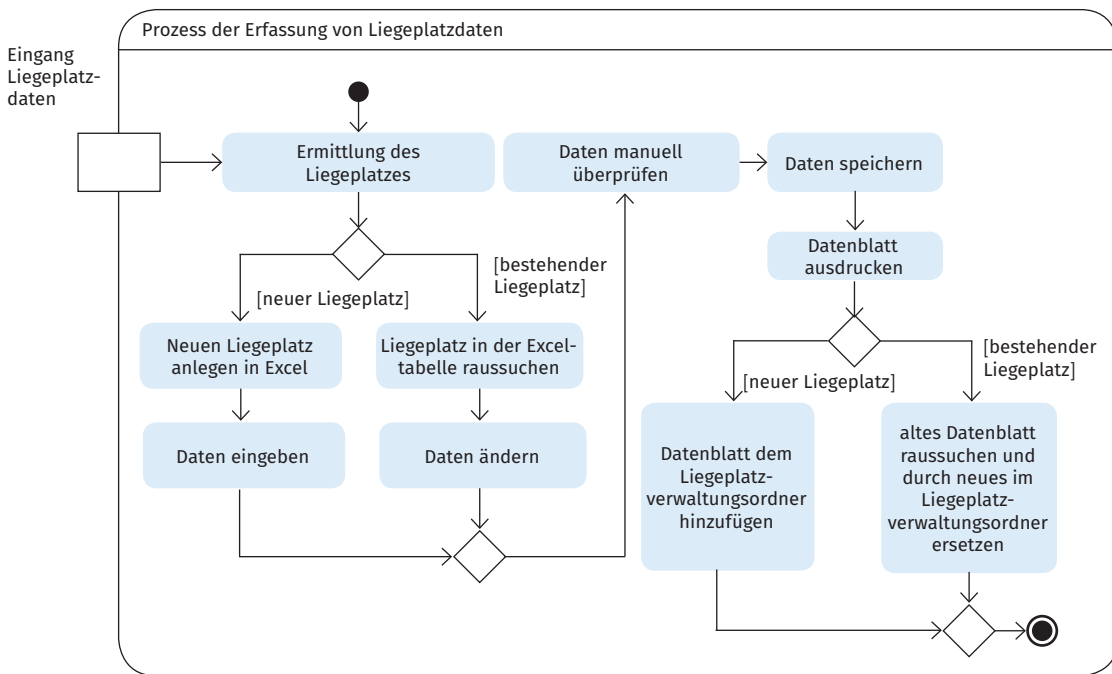 Prozess der Erfassung von Liegeplatzdaten
Eingang
Liegeplatz-
daten
Ermittlung des
Liegeplatzes
[neuer Liegeplatz]
[bestehender
Liegeplatz]
Neuen Liegeplatz
anlegen in Excel
Liegeplatz in der Excel-
tabelle raussuchen
Daten eingeben
Daten ändern
Daten manuell
überprüfen
Daten speichern
Datenblatt
ausdrucken
[neuer Liegeplatz]
[bestehender
Liegeplatz]
Datenblatt dem
Liegeplatz-
verwaltungsordner
hinzufügen
altes Datenblatt
raussuchen und
durch neues im
Liegeplatz-
verwaltungsordner
ersetzen